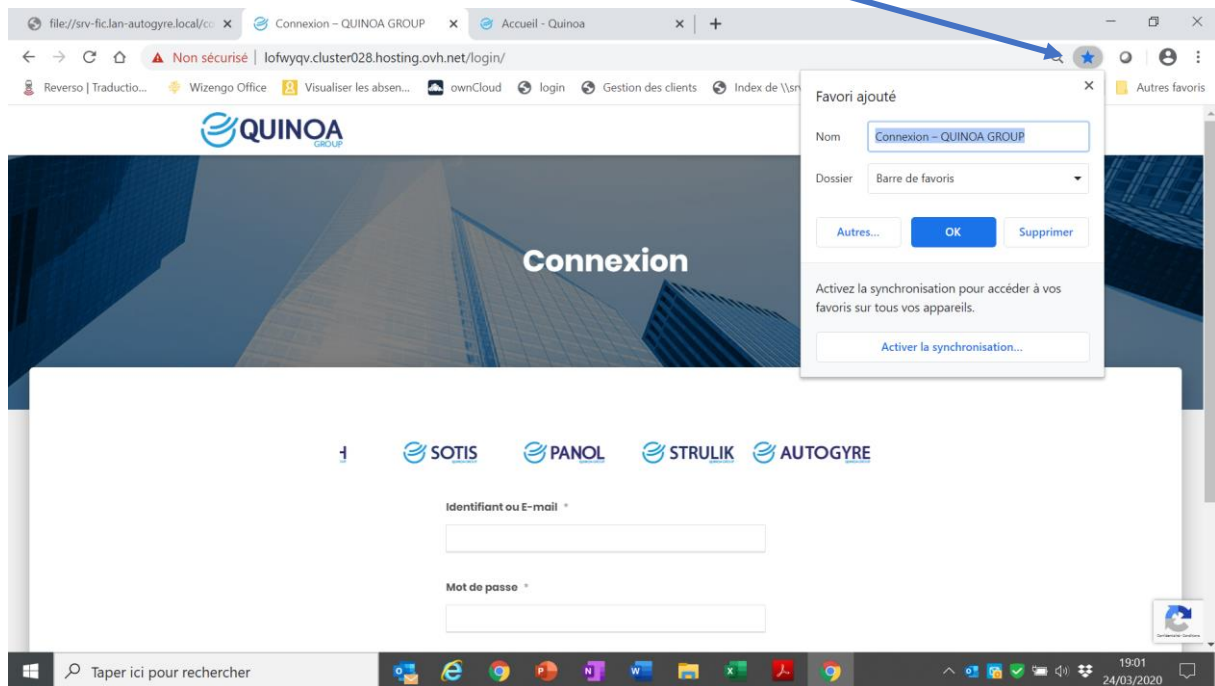 file://srv-fic.lan-autogyre.local/co
Connexion – QUINOA GROUP
Accueil - Quinoa
Non sécurisé | lofwyqv.cluster028.hosting.ovh.net/login/
Reverso | Traductio...
Wizengo Office
Visualiser les absen...
ownCloud
login
Gestion des clients
Index de \\srv
Autres favoris
Favori ajouté
Nom
Connexion – QUINOA GROUP
Dossier
Barre de favoris
Autres...
OK
Supprimer
Activez la synchronisation pour accéder à vos
favoris sur tous vos appareils.
Activer la synchronisation...
QUINOA
GROUP
Connexion
H
SOTIS
PANOL
STRULIK
AUTOGYRE
Identifiant ou E-mail *
Mot de passe *
Taper ici pour rechercher
19:01
24/03/2020